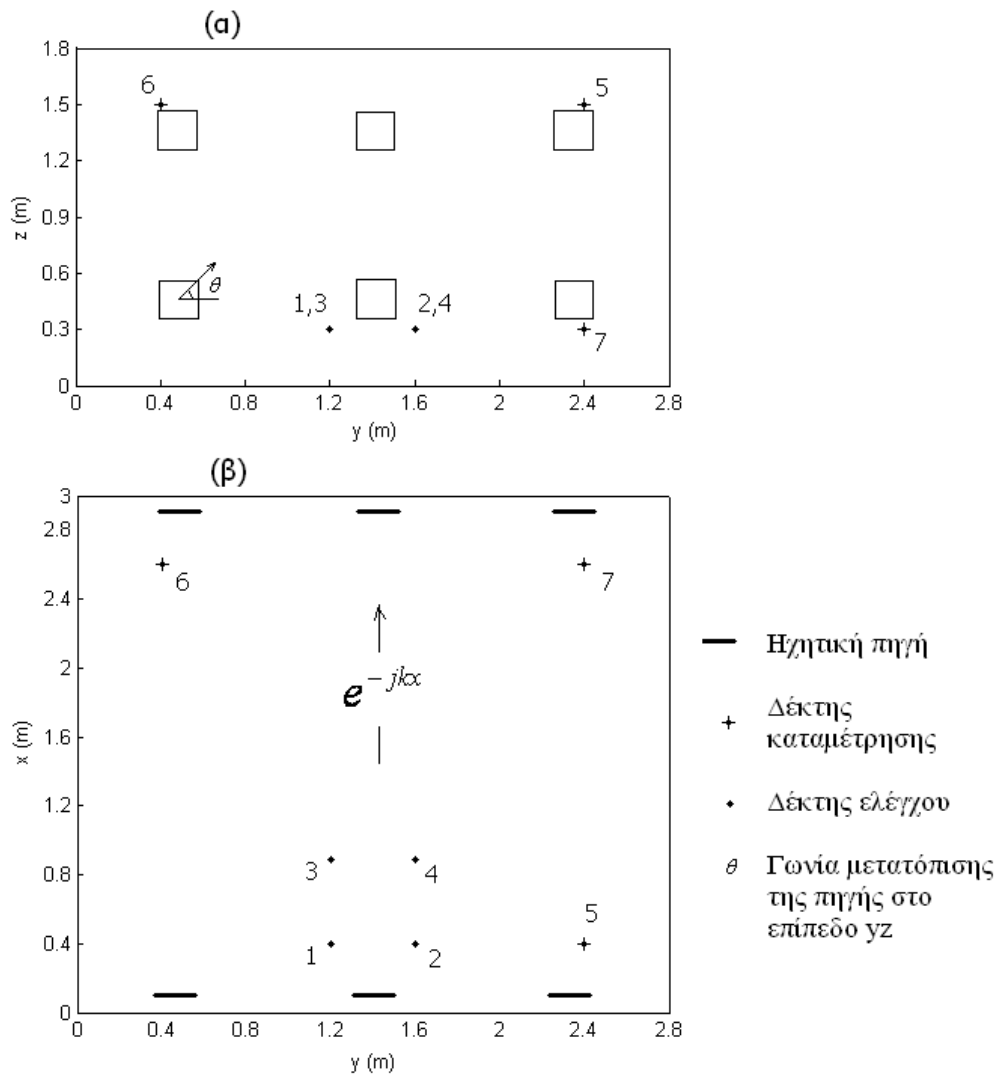 (α)
1.8
1.5
1.2
0.9
0.6
0.3
0
z (m)
6
5
θ
1,3
2,4
7
0
0.4
0.8
1.2
1.6
2
2.4
2.8
y (m)
(β)
3
2.8
2.4
2
1.6
1.2
0.8
0.4
0
x (m)
6
7
e^{-jkx}
3
4
5
1
2
0
0.4
0.8
1.2
1.6
2
2.4
2.8
y (m)
Ηχητική πηγή
Δέκτης
καταμέτρησης
Δέκτης ελέγχου
θ Γωνία μετατόπισης
της πηγής στο
επίπεδο yz